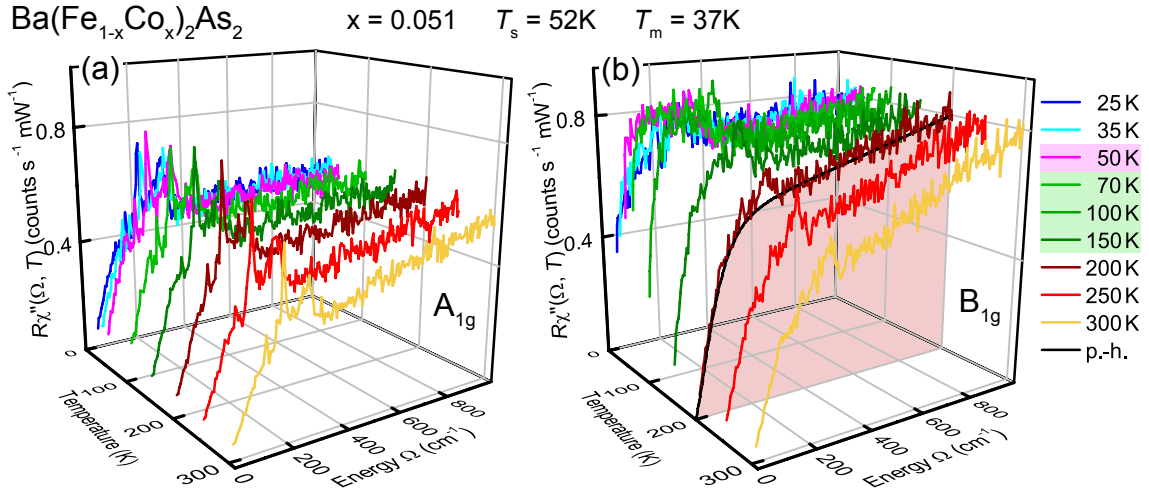 Ba(Fe1-xCox)2As2 x = 0.051 Ts = 52K Tm = 37K
(a)
0.8
0.4
Rχ''(Ω, T) (counts s-1 mW-1)
A1g
0
100
200
300
Temperature (K)
0
200
400
600
800
Energy Ω (cm-1)
(b)
0.8
0.4
Rχ''(Ω, T) (counts s-1 mW-1)
B1g
0
100
200
300
Temperature (K)
0
200
400
600
800
Energy Ω (cm-1)
25 K
35 K
50 K
70 K
100 K
150 K
200 K
250 K
300 K
p.-h.